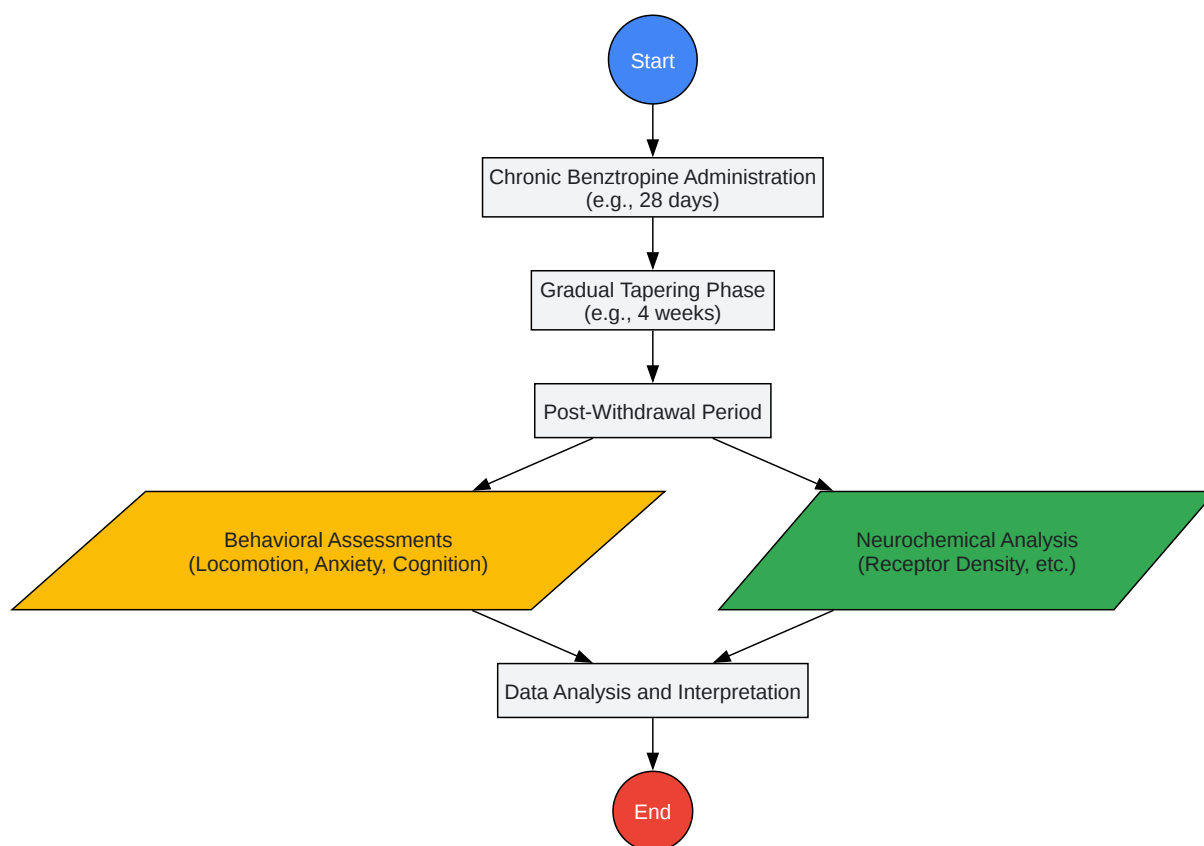 Start
Chronic Benztropine Administration
(e.g., 28 days)
Gradual Tapering Phase
(e.g., 4 weeks)
Post-Withdrawal Period
Behavioral Assessments
(Locomotion, Anxiety, Cognition)
Neurochemical Analysis
(Receptor Density, etc.)
Data Analysis and Interpretation
End